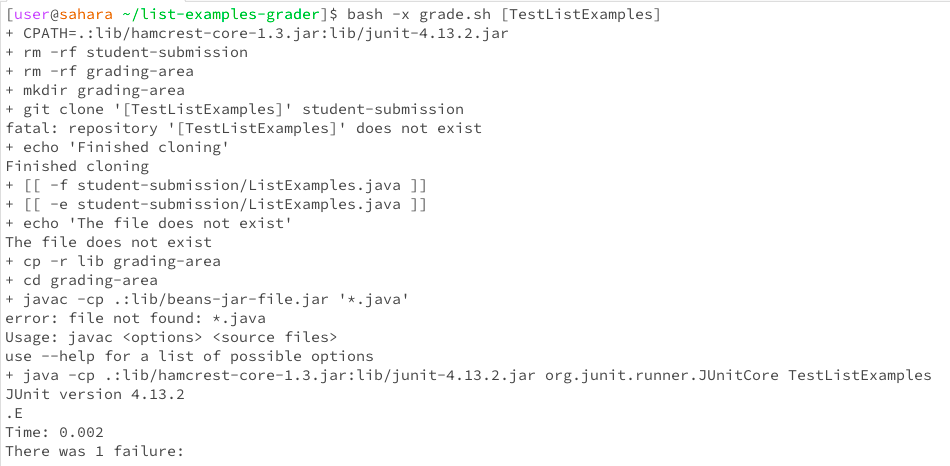 [user@sahara ~/list-examples-grader]$ bash -x grade.sh [TestListExamples]
+ CPATH=.:lib/hamcrest-core-1.3.jar:lib/junit-4.13.2.jar
+ rm -rf student-submission
+ rm -rf grading-area
+ mkdir grading-area
+ git clone '[TestListExamples]' student-submission
fatal: repository '[TestListExamples]' does not exist
+ echo 'Finished cloning'
Finished cloning
+ [[ -f student-submission/ListExamples.java ]]
+ [[ -e student-submission/ListExamples.java ]]
+ echo 'The file does not exist'
The file does not exist
+ cp -r lib grading-area
+ cd grading-area
+ javac -cp .:lib/beans-jar-file.jar '*.java'
error: file not found: *.java
Usage: javac <options> <source files>
use --help for a list of possible options
+ java -cp .:lib/hamcrest-core-1.3.jar:lib/junit-4.13.2.jar org.junit.runner.JUnitCore TestListExamples
JUnit version 4.13.2
.E
Time: 0.002
There was 1 failure: